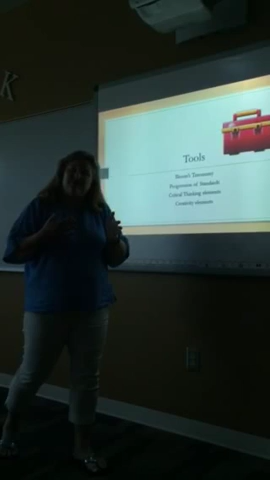 K
Tools
Bloom's Taxonomy
Progression of Standards
Critical Thinking elements
Creativity elements